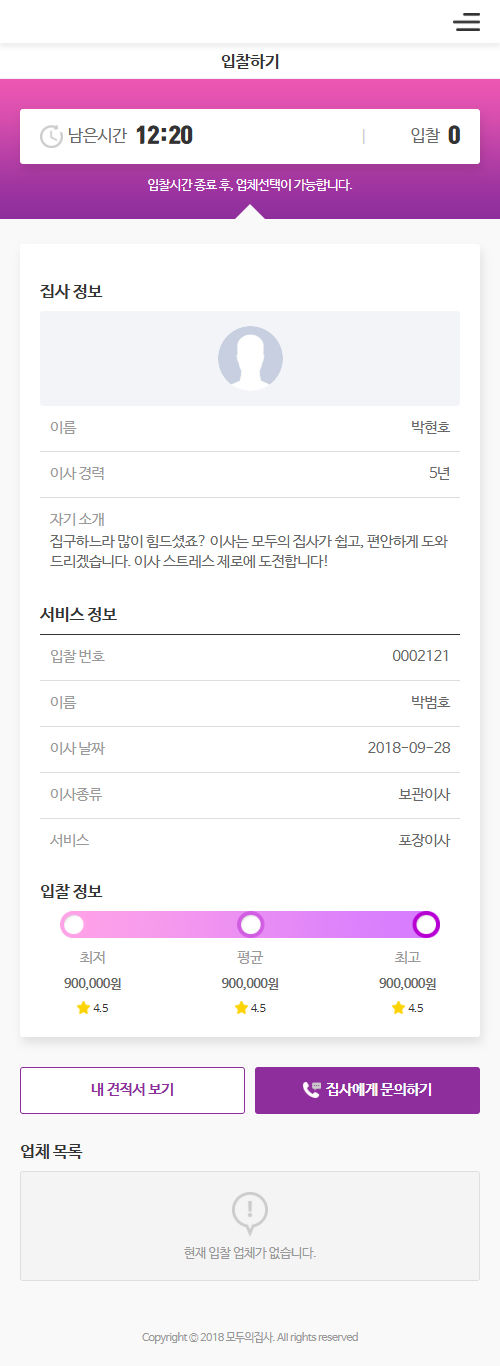 입찰하기
남은시간 12:20 | 입찰 0
입찰시간 종료 후, 업체선택이 가능합니다.
집사 정보
이름 박현호
이사 경력 5년
자기 소개
집구하느라 많이 힘드셨죠? 이사는 모두의 집사가 쉽고, 편안하게 도와
드리겠습니다. 이사 스트레스 제로에 도전합니다!
서비스 정보
입찰 번호 0002121
이름 박범호
이사 날짜 2018-09-28
이사종류 보관이사
서비스 포장이사
입찰 정보
최저 평균 최고
900,000원 900,000원 900,000원
4.5 4.5 4.5
내 견적서 보기 집사에게 문의하기
업체 목록
현재 입찰 업체가 없습니다.
Copyright © 2018 모두의집사. All rights reserved